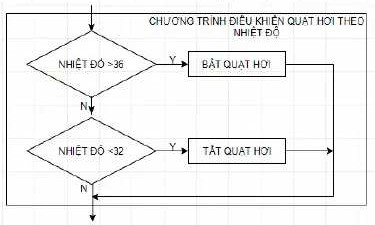 CHƯƠNG TRÌNH ĐIỀU KHIỂN QUẠT HƠI THEO
NHIỆT ĐỘ
NHIỆT ĐỘ >36
Y
BẬT QUẠT HƠI
N
NHIỆT ĐỘ <32
Y
TẮT QUẠT HƠI
N